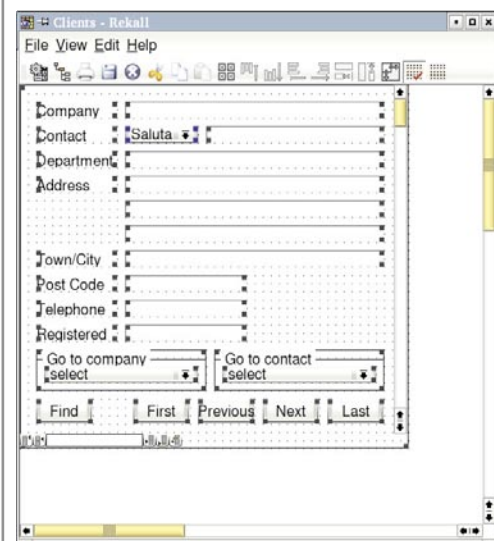 Clients - Rekall
File View Edit Help
Company
Contact Saluta
Department
Address
Town/City
Post Code
Telephone
Registered
Go to company Go to contact
select select
Find First Previous Next Last